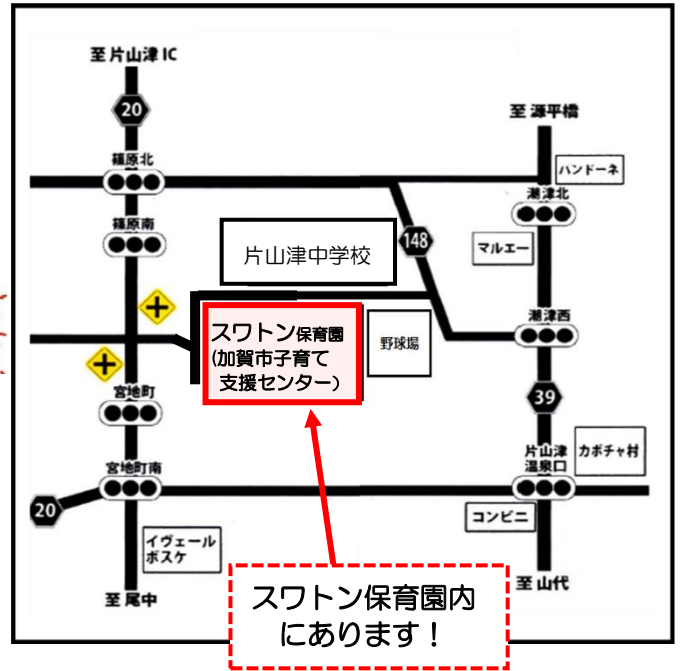 至 片山津 IC
20
至 源平橋
篠原北
ハンドーネ
潮津北
篠原南
148
片山津中学校
マルエー
スワトン保育園
(加賀市子育て
支援センター)
野球場
潮津西
宮地町
39
片山津
温泉口
カボチャ村
宮地町南
20
コンビニ
イヴェール
ボスケ
至 尾中
至 山代
スワトン保育園内
にあります！